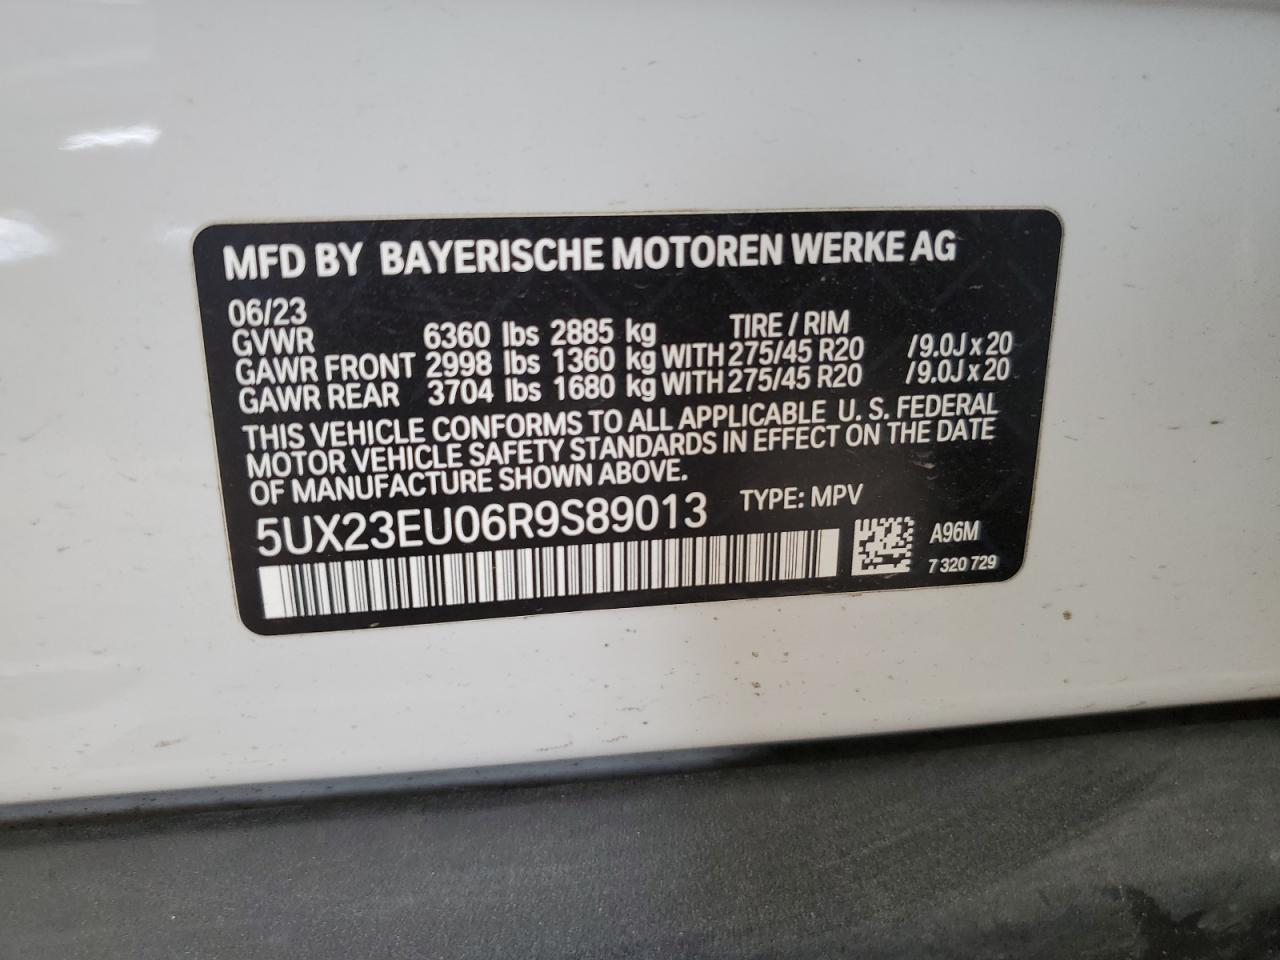 MFD BY BAYERISCHE MOTOREN WERKE AG
06/23
GVWR 6360 lbs 2885 kg TIRE / RIM
GAWR FRONT 2998 lbs 1360 kg WITH 275/45 R20 / 9.0J x 20
GAWR REAR 3704 lbs 1680 kg WITH 275/45 R20 / 9.0J x 20
THIS VEHICLE CONFORMS TO ALL APPLICABLE U. S. FEDERAL
MOTOR VEHICLE SAFETY STANDARDS IN EFFECT ON THE DATE
OF MANUFACTURE SHOWN ABOVE.
5UX23EU06R9S89013 TYPE: MPV
A96M
7 320 729